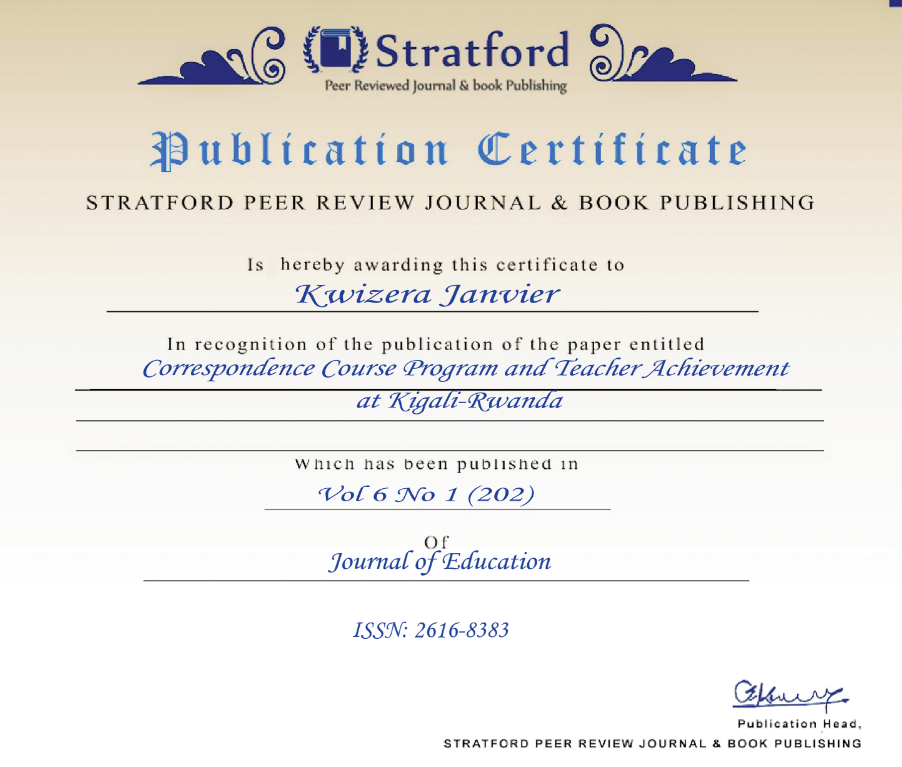 Stratford
Peer Reviewed Journal & book Publishing
Publication Certificate
STRATFORD PEER REVIEW JOURNAL & BOOK PUBLISHING
Is hereby awarding this certificate to
Kwizera Janvier
In recognition of the publication of the paper entitled
Correspondence Course Program and Teacher Achievement
at Kigali-Rwanda
Which has been published in
Vol 6 No 1 (202)
Of
Journal of Education
ISSN: 2616-8383
Publication Head,
STRATFORD PEER REVIEW JOURNAL & BOOK PUBLISHING